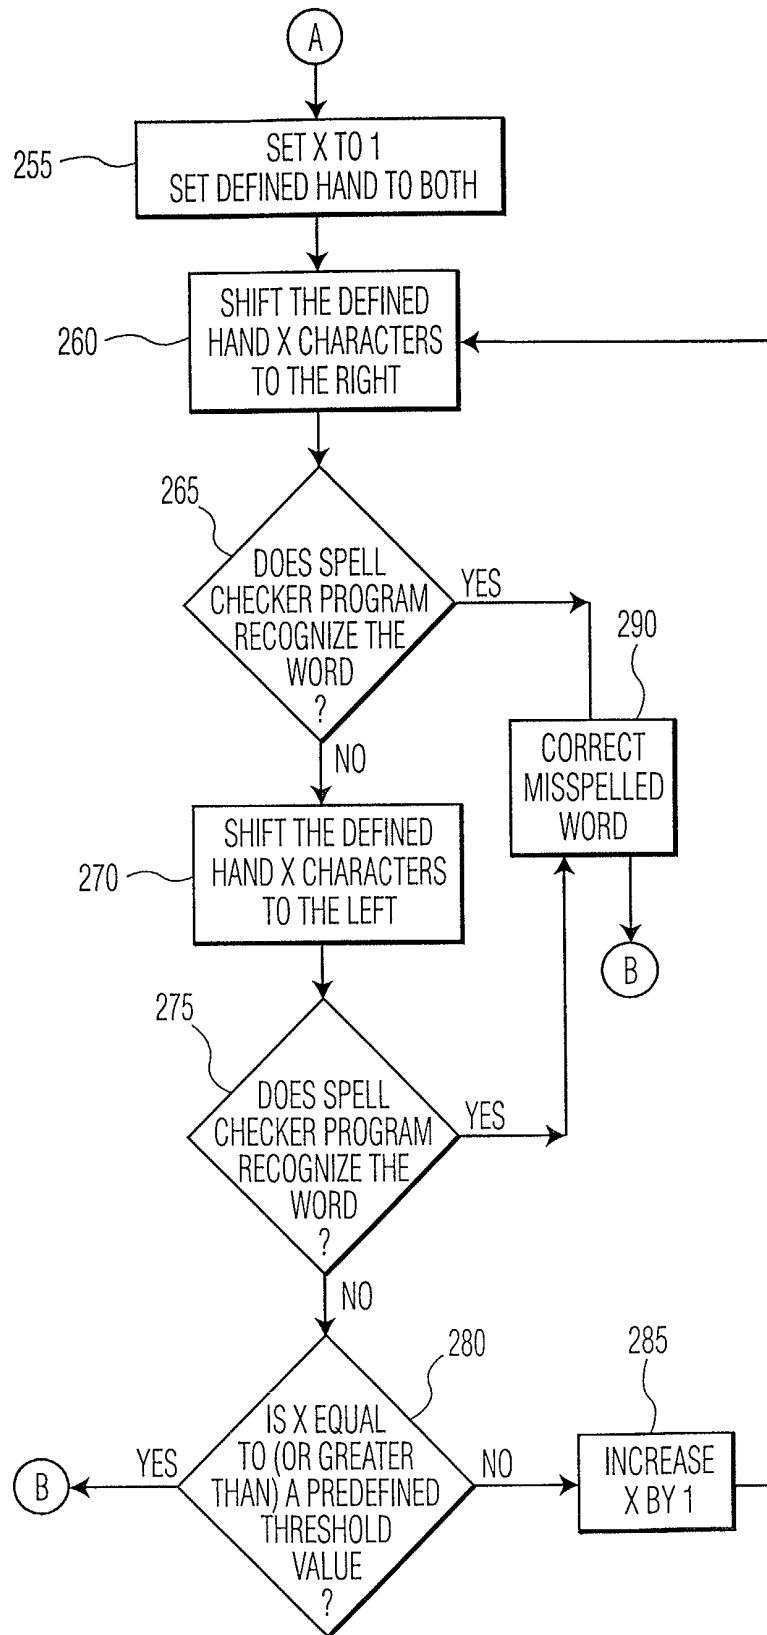 A
255
SET X TO 1
SET DEFINED HAND TO BOTH
260
SHIFT THE DEFINED
HAND X CHARACTERS
TO THE RIGHT
265
DOES SPELL
CHECKER PROGRAM
RECOGNIZE THE
WORD
?
YES
NO
290
CORRECT
MISSPELLED
WORD
B
270
SHIFT THE DEFINED
HAND X CHARACTERS
TO THE LEFT
275
DOES SPELL
CHECKER PROGRAM
RECOGNIZE THE
WORD
?
YES
NO
280
IS X EQUAL
TO (OR GREATER
THAN) A PREDEFINED
THRESHOLD
VALUE
?
YES
B
NO
285
INCREASE
X BY 1